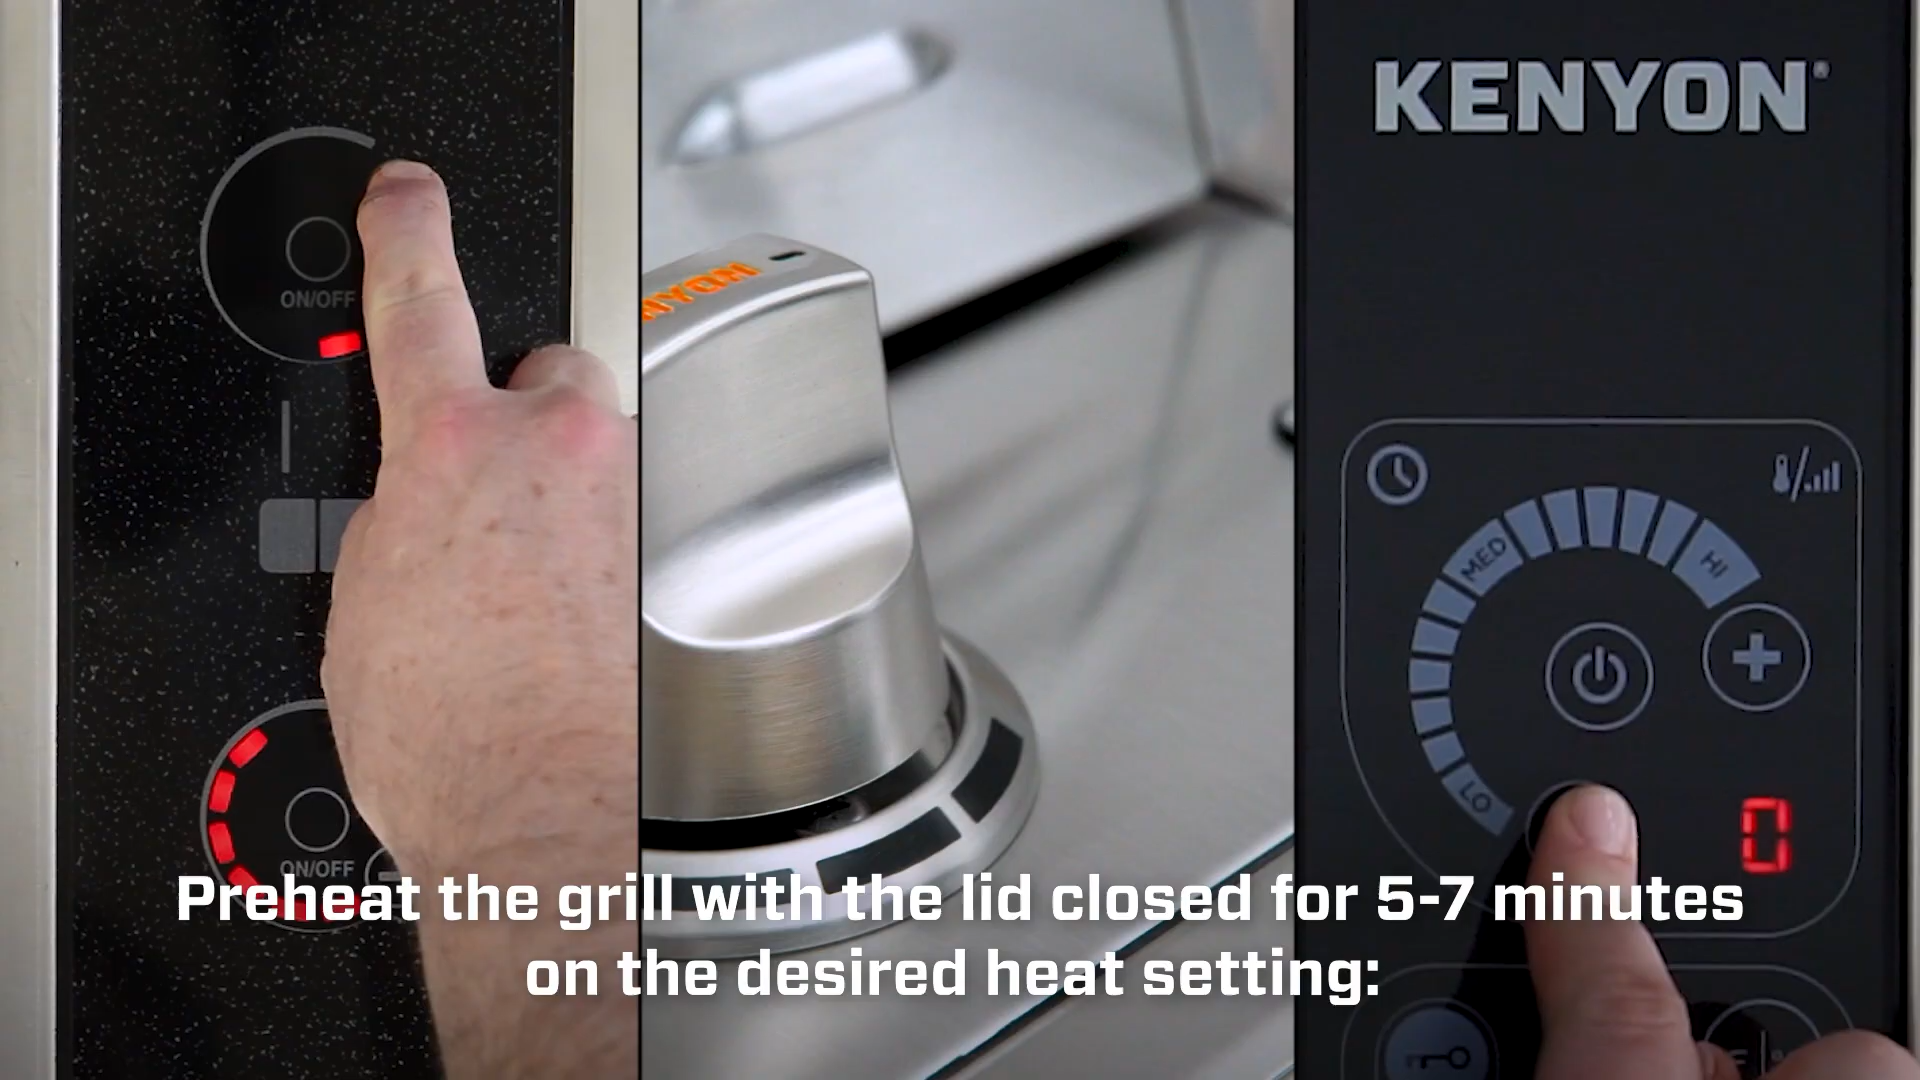 KENYON®
ON/OFF
NYON
MED
HI
LO
0
ON/OFF
Preheat the grill with the lid closed for 5-7 minutes
on the desired heat setting: